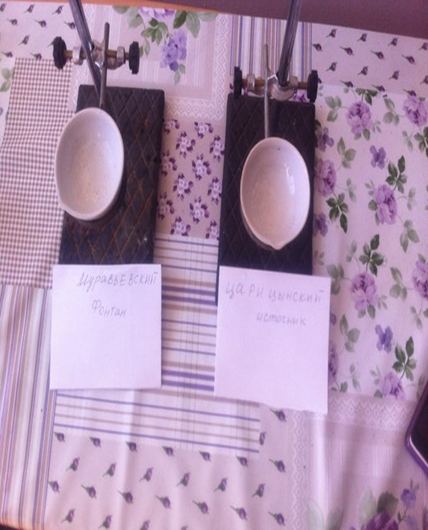 Муравьёвский
Фонтан
Царицынский
источник